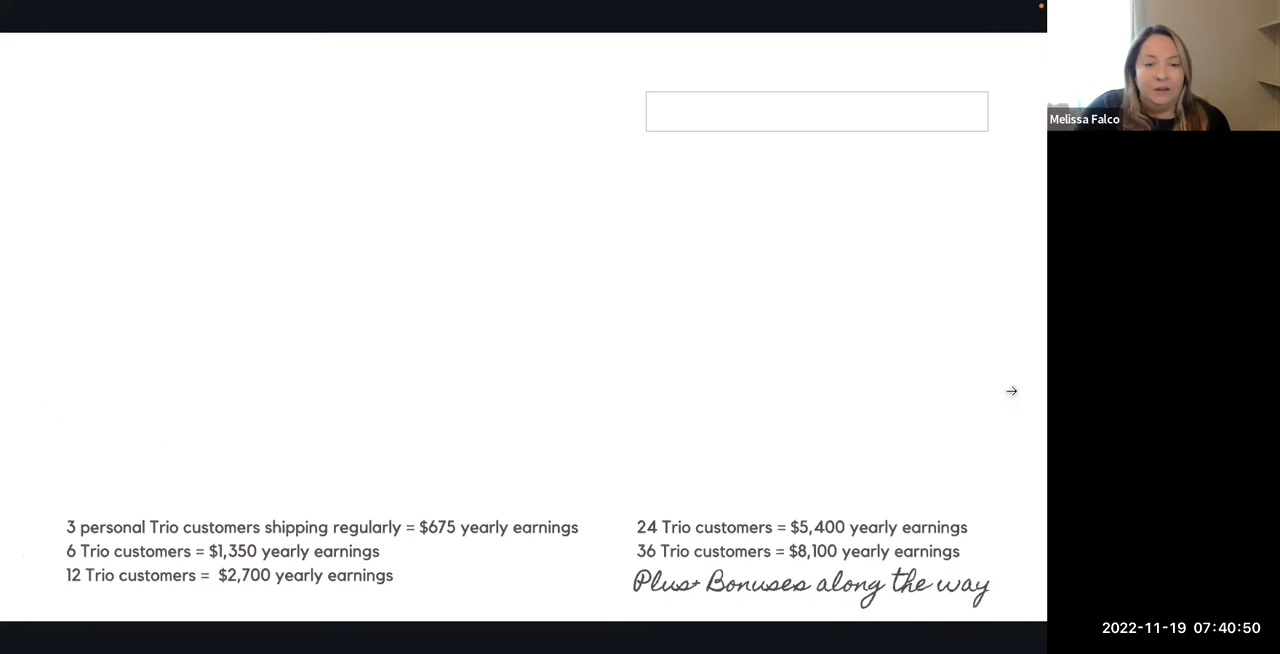 Melissa Falco
3 personal Trio customers shipping regularly = $675 yearly earnings
6 Trio customers = $1,350 yearly earnings
12 Trio customers = $2,700 yearly earnings
24 Trio customers = $5,400 yearly earnings
36 Trio customers = $8,100 yearly earnings
Plus+ Bonuses along the way
2022-11-19 07:40:50